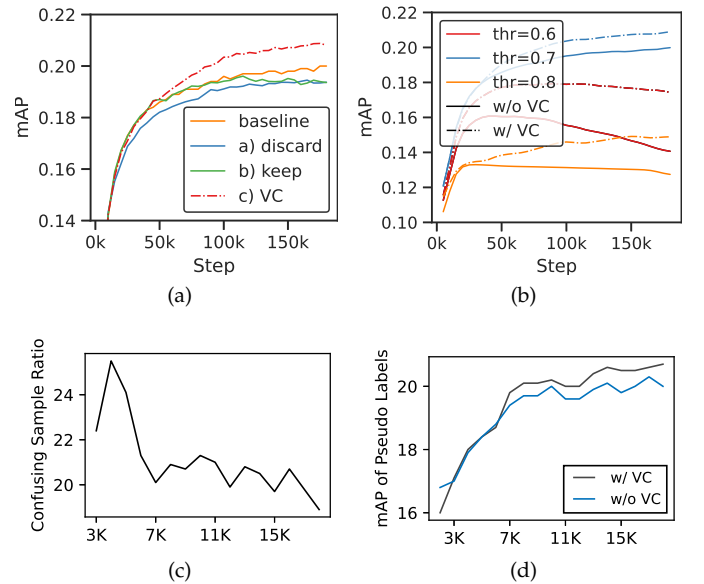 mAP
0.22
0.20
0.18
0.16
0.14
baseline
a) discard
b) keep
c) VC
0k 50k 100k 150k
Step
(a)
mAP
0.22
0.20
0.18
0.16
0.14
0.12
0.10
thr=0.6
thr=0.7
thr=0.8
w/o VC
w/ VC
0k 50k 100k 150k
Step
(b)
Confusing Sample Ratio
24
22
20
3K 7K 11K 15K
(c)
mAP of Pseudo Labels
20
18
16
w/ VC
w/o VC
3K 7K 11K 15K
(d)